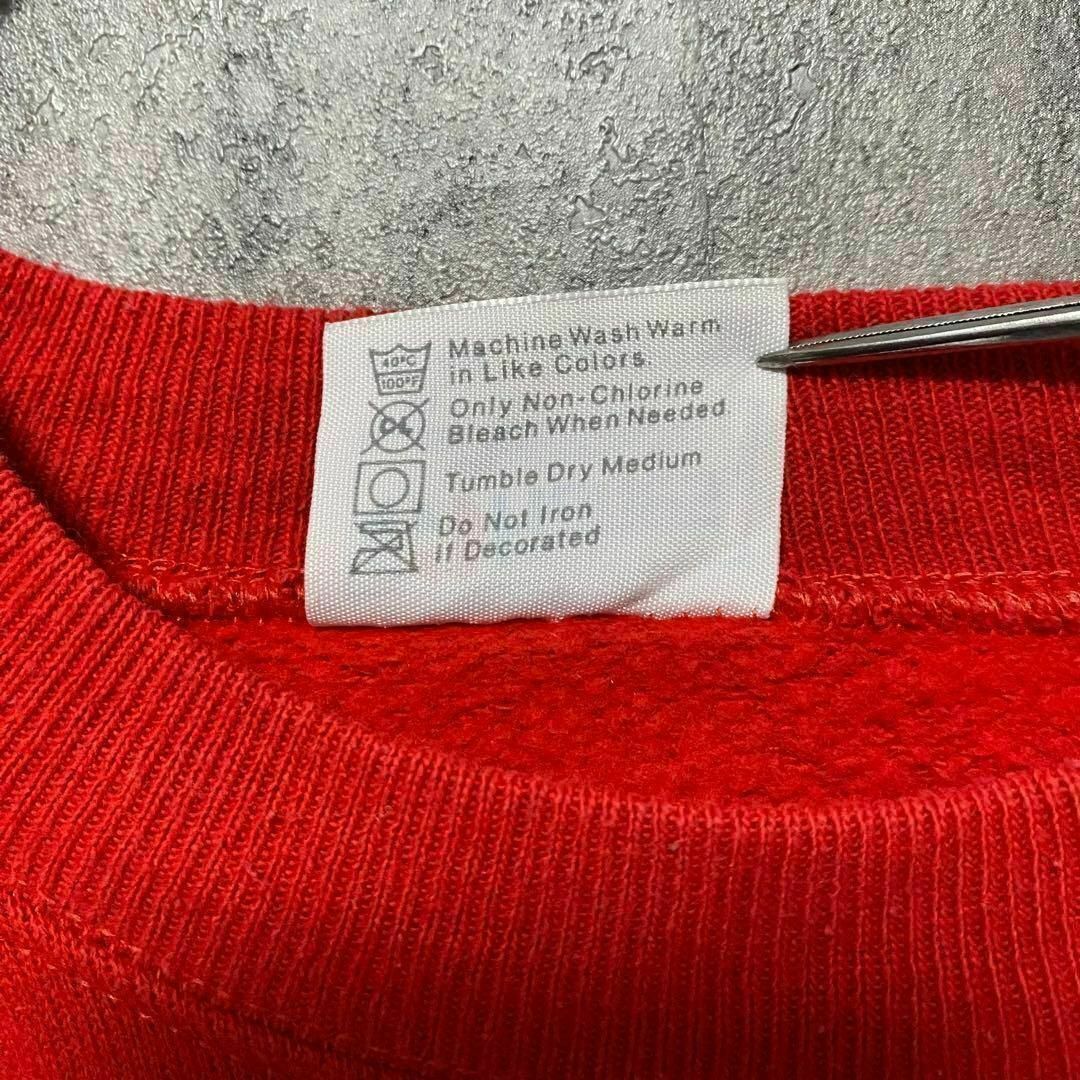 40°C
100°F
Machine Wash Warm
in Like Colors.
Only Non-Chlorine
Bleach When Needed.
Tumble Dry Medium
Do Not Iron
If Decorated